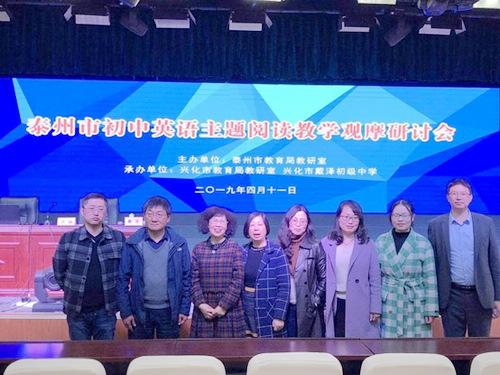 泰州市初中英语主题阅读教学观摩研讨会
主办单位：泰州市教育局教研室
承办单位：兴化市教育局教研室 兴化市戴泽初级中学
二〇一九年四月十一日